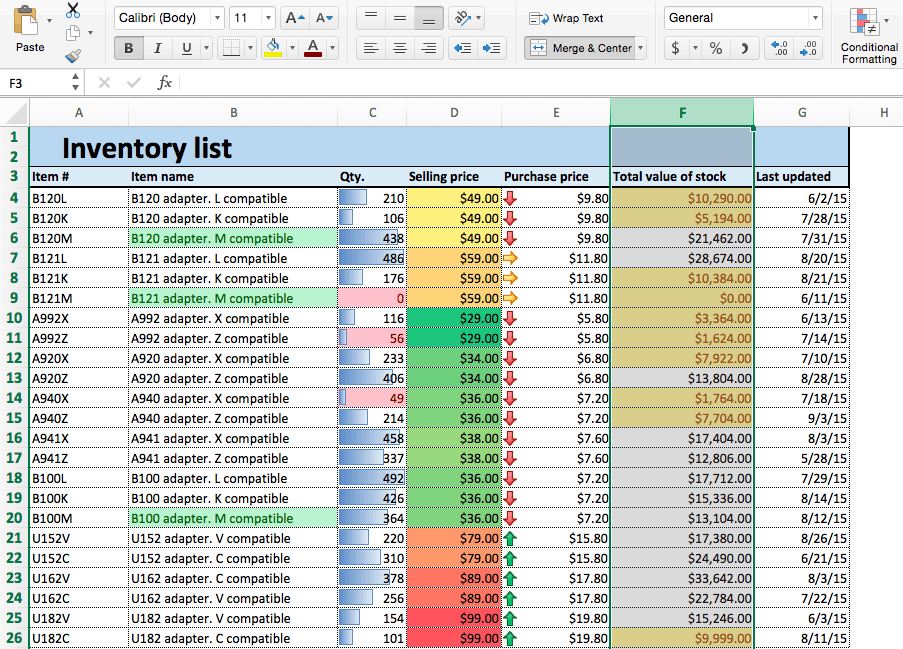 Calibri (Body) 11 A A Wrap Text General
Paste B I U A Merge & Center $ % Conditional Formatting
F3 fx
A B C D E F G H
1
2 Inventory list
3 Item # Item name Qty. Selling price Purchase price Total value of stock Last updated
4 B120L B120 adapter. L compatible 210 $49.00 $9.80 $10,290.00 6/2/15
5 B120K B120 adapter. K compatible 106 $49.00 $9.80 $5,194.00 7/28/15
6 B120M B120 adapter. M compatible 438 $49.00 $9.80 $21,462.00 7/31/15
7 B121L B121 adapter. L compatible 486 $59.00 $11.80 $28,674.00 8/20/15
8 B121K B121 adapter. K compatible 176 $59.00 $11.80 $10,384.00 8/21/15
9 B121M B121 adapter. M compatible 0 $59.00 $11.80 $0.00 6/11/15
10 A992X A992 adapter. X compatible 116 $29.00 $5.80 $3,364.00 6/13/15
11 A992Z A992 adapter. Z compatible 56 $29.00 $5.80 $1,624.00 7/14/15
12 A920X A920 adapter. X compatible 233 $34.00 $6.80 $7,922.00 7/10/15
13 A920Z A920 adapter. Z compatible 406 $34.00 $6.80 $13,804.00 8/28/15
14 A940X A940 adapter. X compatible 49 $36.00 $7.20 $1,764.00 7/18/15
15 A940Z A940 adapter. Z compatible 214 $36.00 $7.20 $7,704.00 9/3/15
16 A941X A941 adapter. X compatible 458 $38.00 $7.60 $17,404.00 8/3/15
17 A941Z A941 adapter. Z compatible 337 $38.00 $7.60 $12,806.00 5/28/15
18 B100L B100 adapter. L compatible 492 $36.00 $7.20 $17,712.00 7/29/15
19 B100K B100 adapter. K compatible 426 $36.00 $7.20 $15,336.00 8/14/15
20 B100M B100 adapter. M compatible 364 $36.00 $7.20 $13,104.00 8/12/15
21 U152V U152 adapter. V compatible 220 $79.00 $15.80 $17,380.00 8/26/15
22 U152C U152 adapter. C compatible 310 $79.00 $15.80 $24,490.00 6/21/15
23 U162V U162 adapter. C compatible 378 $89.00 $17.80 $33,642.00 8/3/15
24 U162C U162 adapter. V compatible 256 $89.00 $17.80 $22,784.00 7/22/15
25 U182V U182 adapter. V compatible 154 $99.00 $19.80 $15,246.00 6/3/15
26 U182C U182 adapter. C compatible 101 $99.00 $19.80 $9,999.00 8/11/15